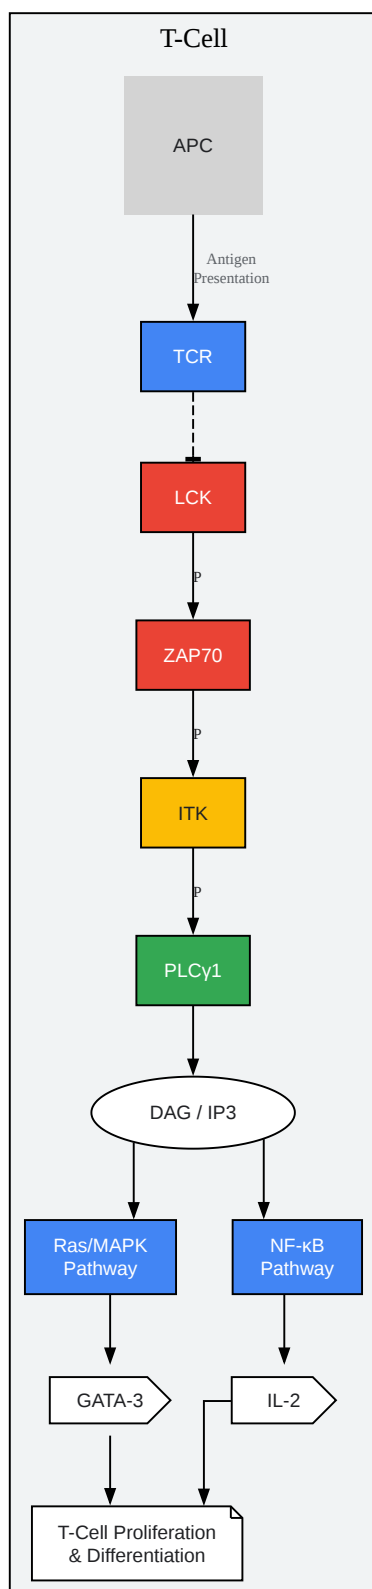 T-Cell
APC
Antigen
Presentation
TCR
LCK
P
ZAP70
P
ITK
P
PLCγ1
DAG / IP3
Ras/MAPK
Pathway
NF-κB
Pathway
GATA-3
IL-2
T-Cell Proliferation
& Differentiation